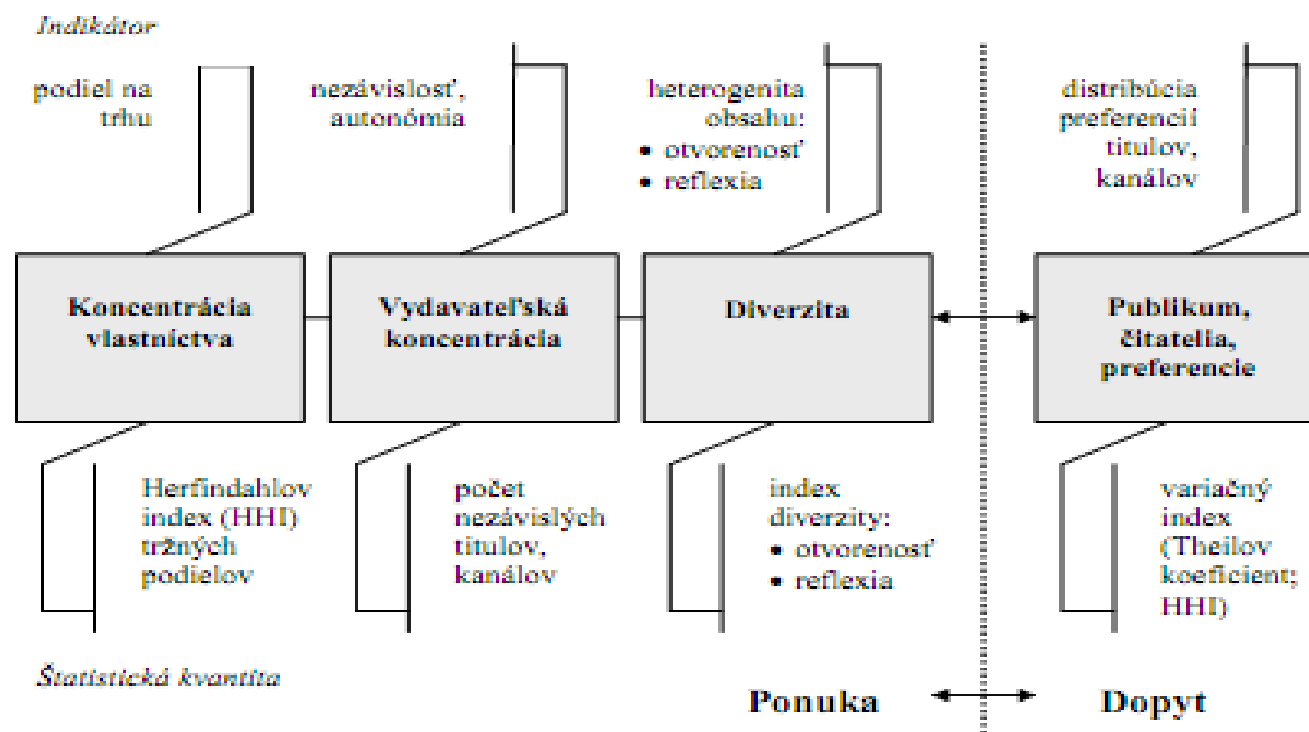 Indikátor
podiel na
trhu
nezávislosť,
autonómia
heterogenita
obsahu:
• otvorenosť
• reflexia
distribúcia
preferencií
titulov,
kanálov
Koncentrácia
vlastníctva
Vydavateľská
koncentrácia
Diverzita
Publikum,
čitatelia,
preferencie
Herfindahlov
index (HHI)
tržných
podielov
počet
nezávislých
titulov,
kanálov
index
diverzity:
• otvorenosť
• reflexia
variačný
index
(Theilov
koeficient;
HHI)
Štatistická kvantita
Ponuka
Dopyt